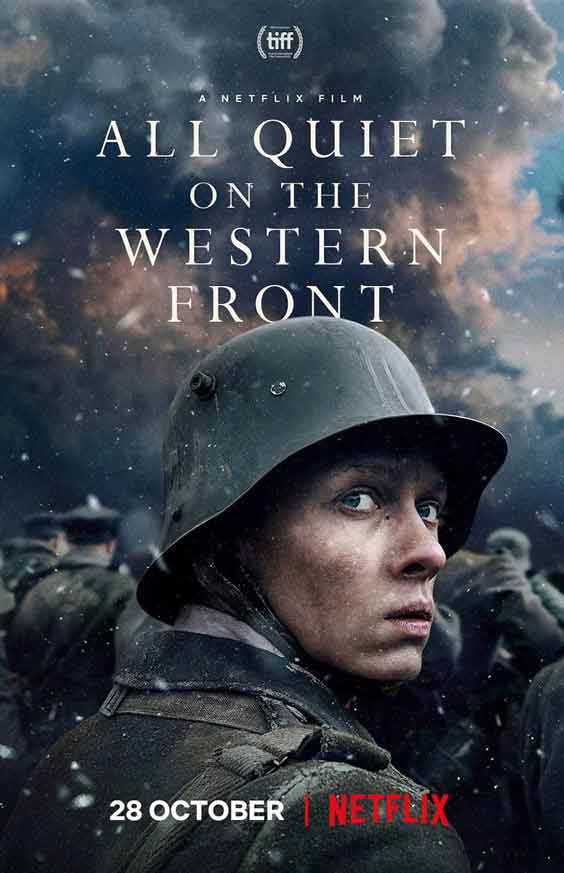 tiff
A NETFLIX FILM
ALL QUIET
ON THE
WESTERN
FRONT
28 OCTOBER | NETFLIX